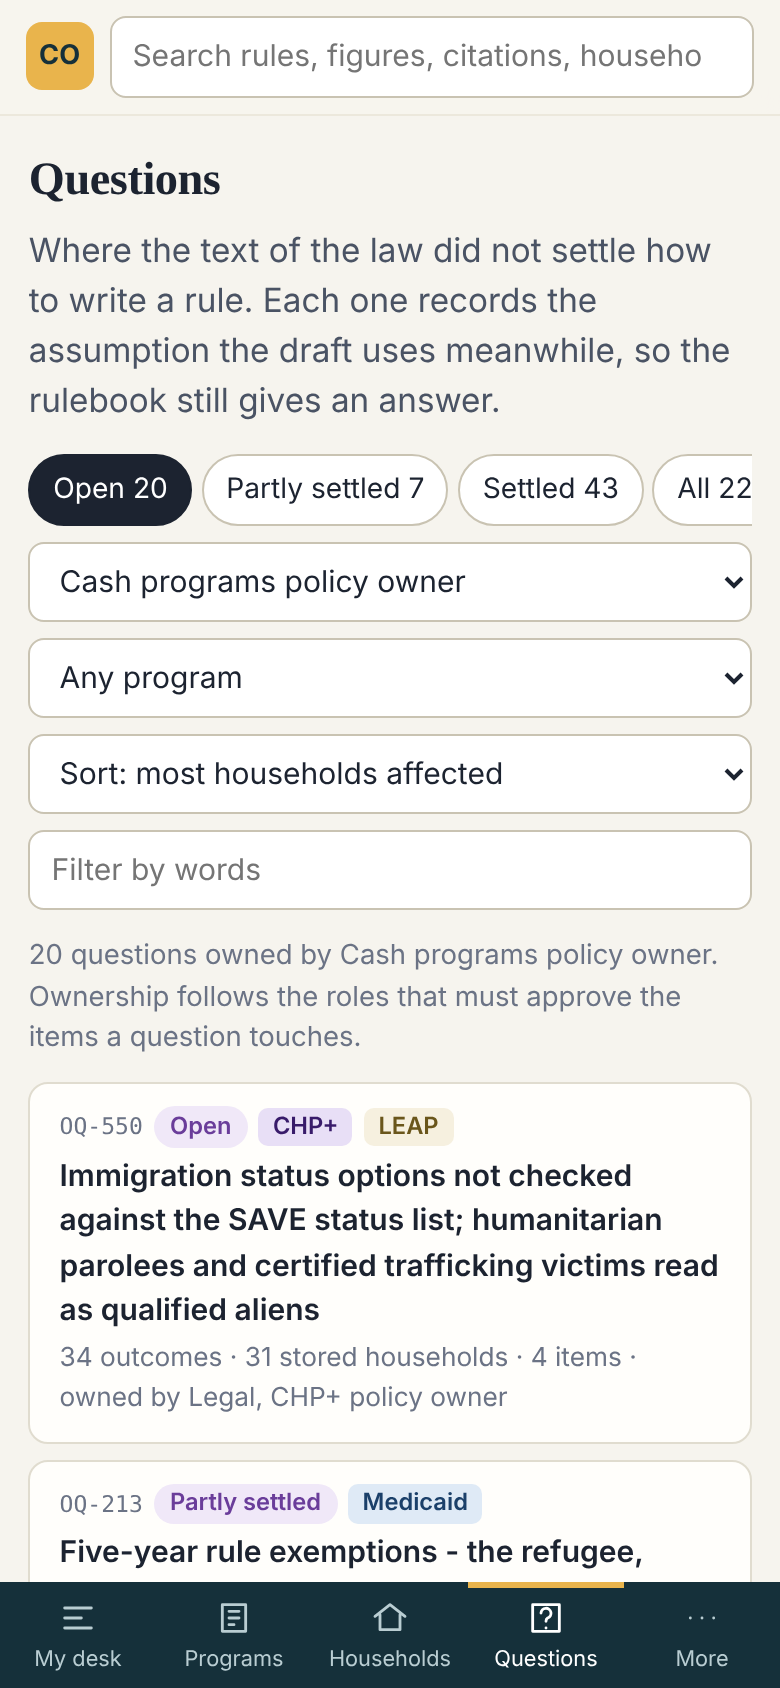 CO
Search rules, figures, citations, househo
Questions
Where the text of the law did not settle how
to write a rule. Each one records the
assumption the draft uses meanwhile, so the
rulebook still gives an answer.
Open 20
Partly settled 7
Settled 43
All 22
Cash programs policy owner
Any program
Sort: most households affected
Filter by words
20 questions owned by Cash programs policy owner.
Ownership follows the roles that must approve the
items a question touches.
OQ-550 Open CHP+ LEAP
Immigration status options not checked
against the SAVE status list; humanitarian
parolees and certified trafficking victims read
as qualified aliens
34 outcomes · 31 stored households · 4 items ·
owned by Legal, CHP+ policy owner
OQ-213 Partly settled Medicaid
Five-year rule exemptions - the refugee,
My desk
Programs
Households
Questions
More